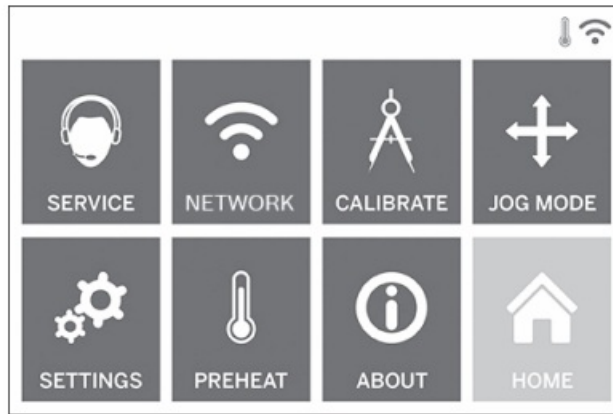 SERVICE
NETWORK
CALIBRATE
JOG MODE
SETTINGS
PREHEAT
ABOUT
HOME